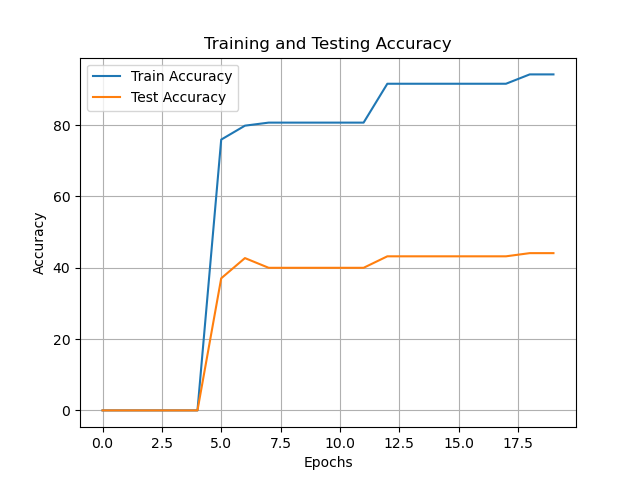 Training and Testing Accuracy
Train Accuracy
Test Accuracy
Accuracy
80
60
40
20
0
0.0 2.5 5.0 7.5 10.0 12.5 15.0 17.5
Epochs